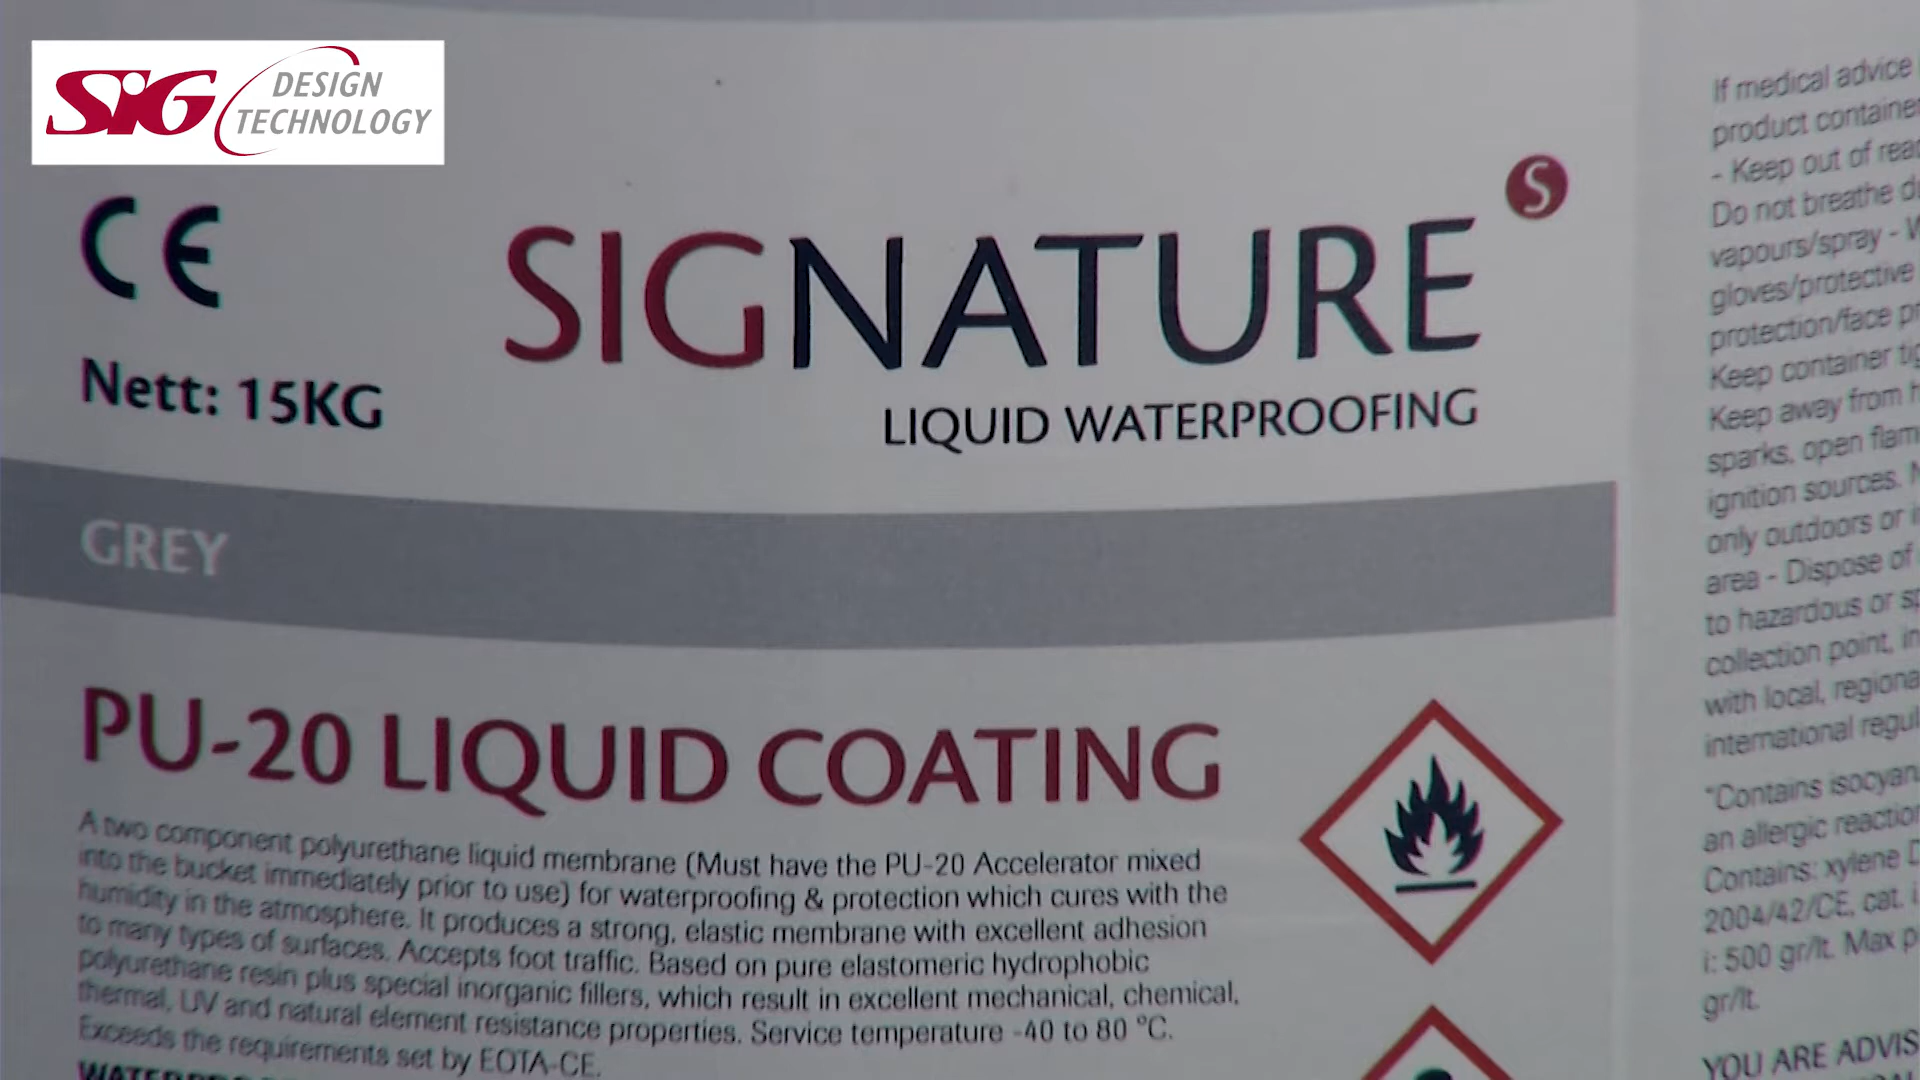 SiG DESIGN
TECHNOLOGY
CE
S
SIGNATURE
Nett: 15KG
LIQUID WATERPROOFING
GREY
PU-20 LIQUID COATING
A two component polyurethane liquid membrane (Must have the PU-20 Accelerator mixed
into the bucket immediately prior to use) for waterproofing & protection which cures with the
humidity in the atmosphere. It produces a strong, elastic membrane with excellent adhesion
to many types of surfaces. Accepts foot traffic. Based on pure elastomeric hydrophobic
polyurethane resin plus special inorganic fillers, which result in excellent mechanical, chemical,
thermal, UV and natural element resistance properties. Service temperature -40 to 80 °C.
Exceeds the requirements set by EOTA-CE.
If medical advice
product
- Keep out of
Do not breathe
vapours/spray -
gloves/protective
protection/face
Keep container
Keep away from
sparks, open
ignition sources.
only outdoors or
area - Dispose of
to hazardous or
collection point,
with local,
international
"Contains
an allergic
Contains: xylene
2004/42/CE, cat.
i: 500 gr/lt. Max
gr/lt.
YOU ARE